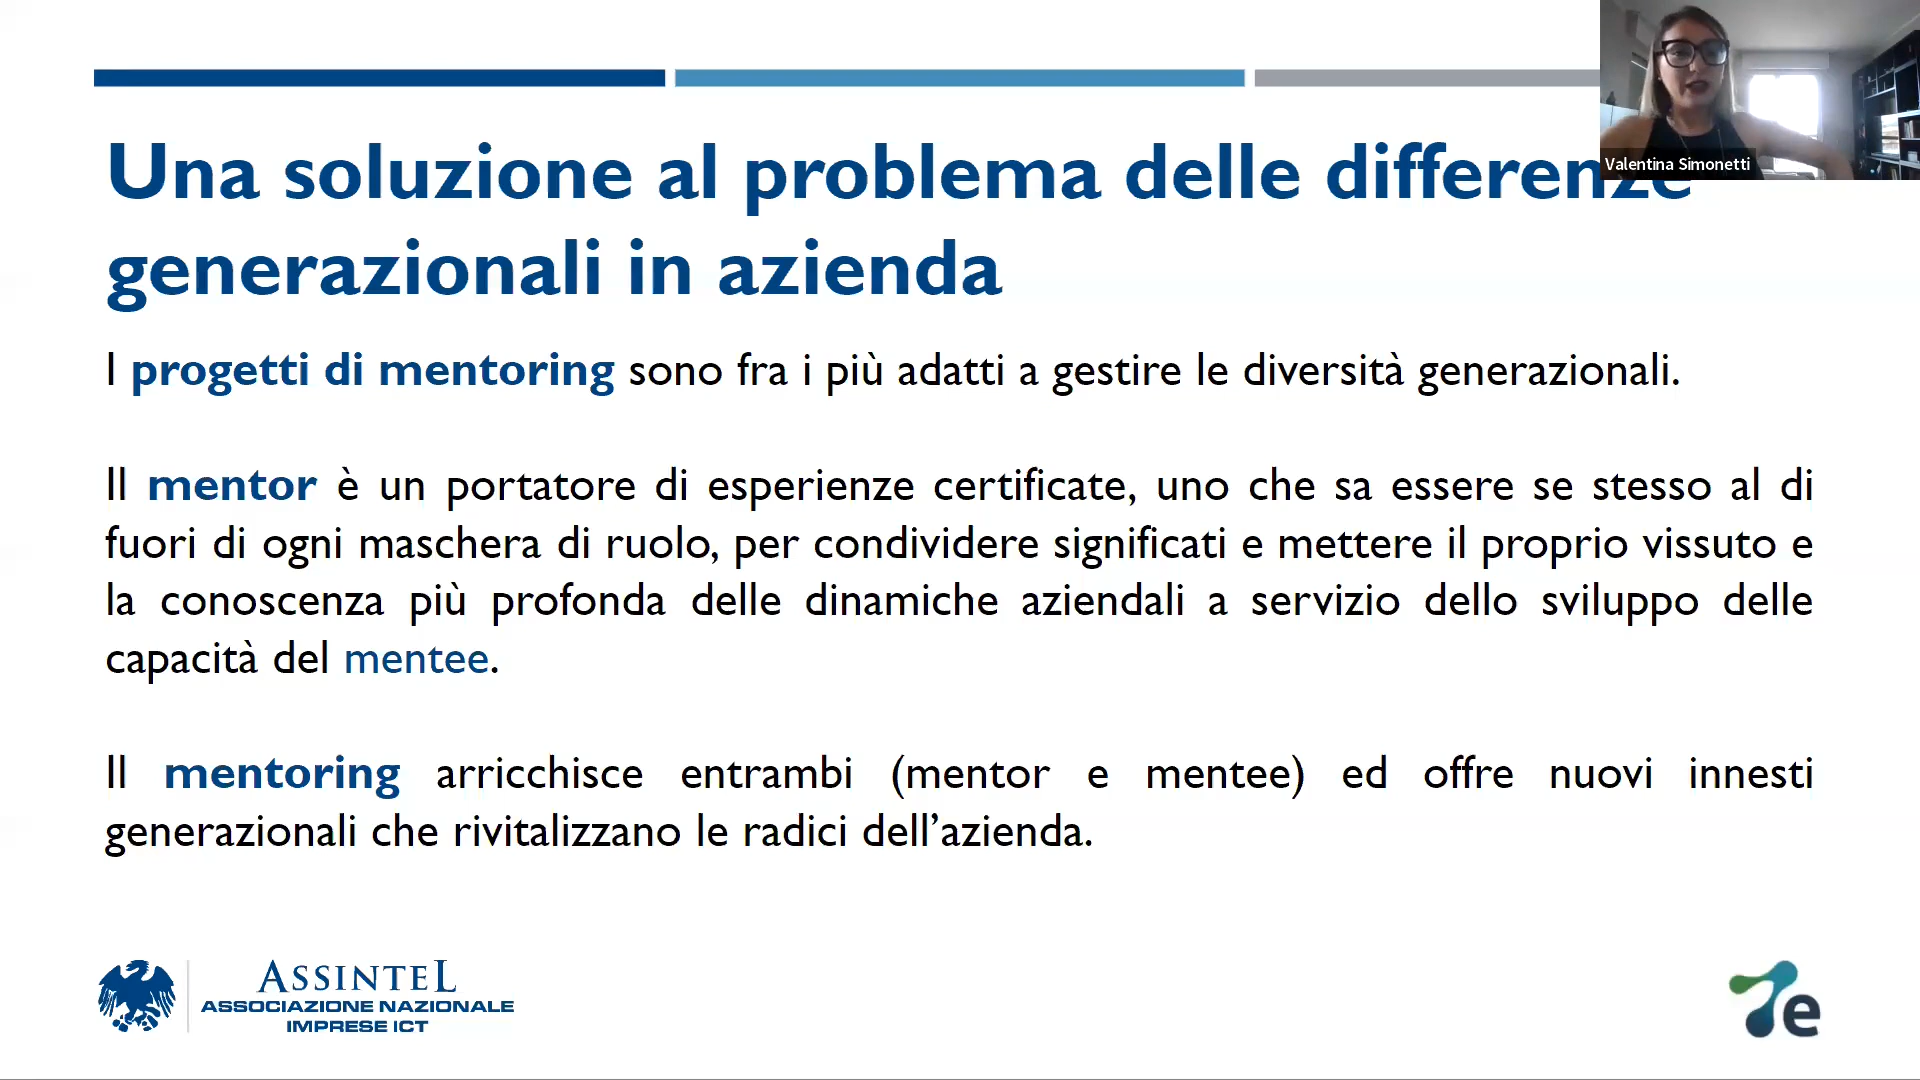 Una soluzione al problema delle differenze
generazionali in azienda
I progetti di mentoring sono fra i più adatti a gestire le diversità generazionali.
Il mentor è un portatore di esperienze certificate, uno che sa essere se stesso al di
fuori di ogni maschera di ruolo, per condividere significati e mettere il proprio vissuto e
la conoscenza più profonda delle dinamiche aziendali a servizio dello sviluppo delle
capacità del mentee.
Il mentoring arricchisce entrambi (mentor e mentee) ed offre nuovi innesti
generazionali che rivitalizzano le radici dell’azienda.
Valentina Simonetti
ASSINTEL
ASSOCIAZIONE NAZIONALE
IMPRESE ICT
e